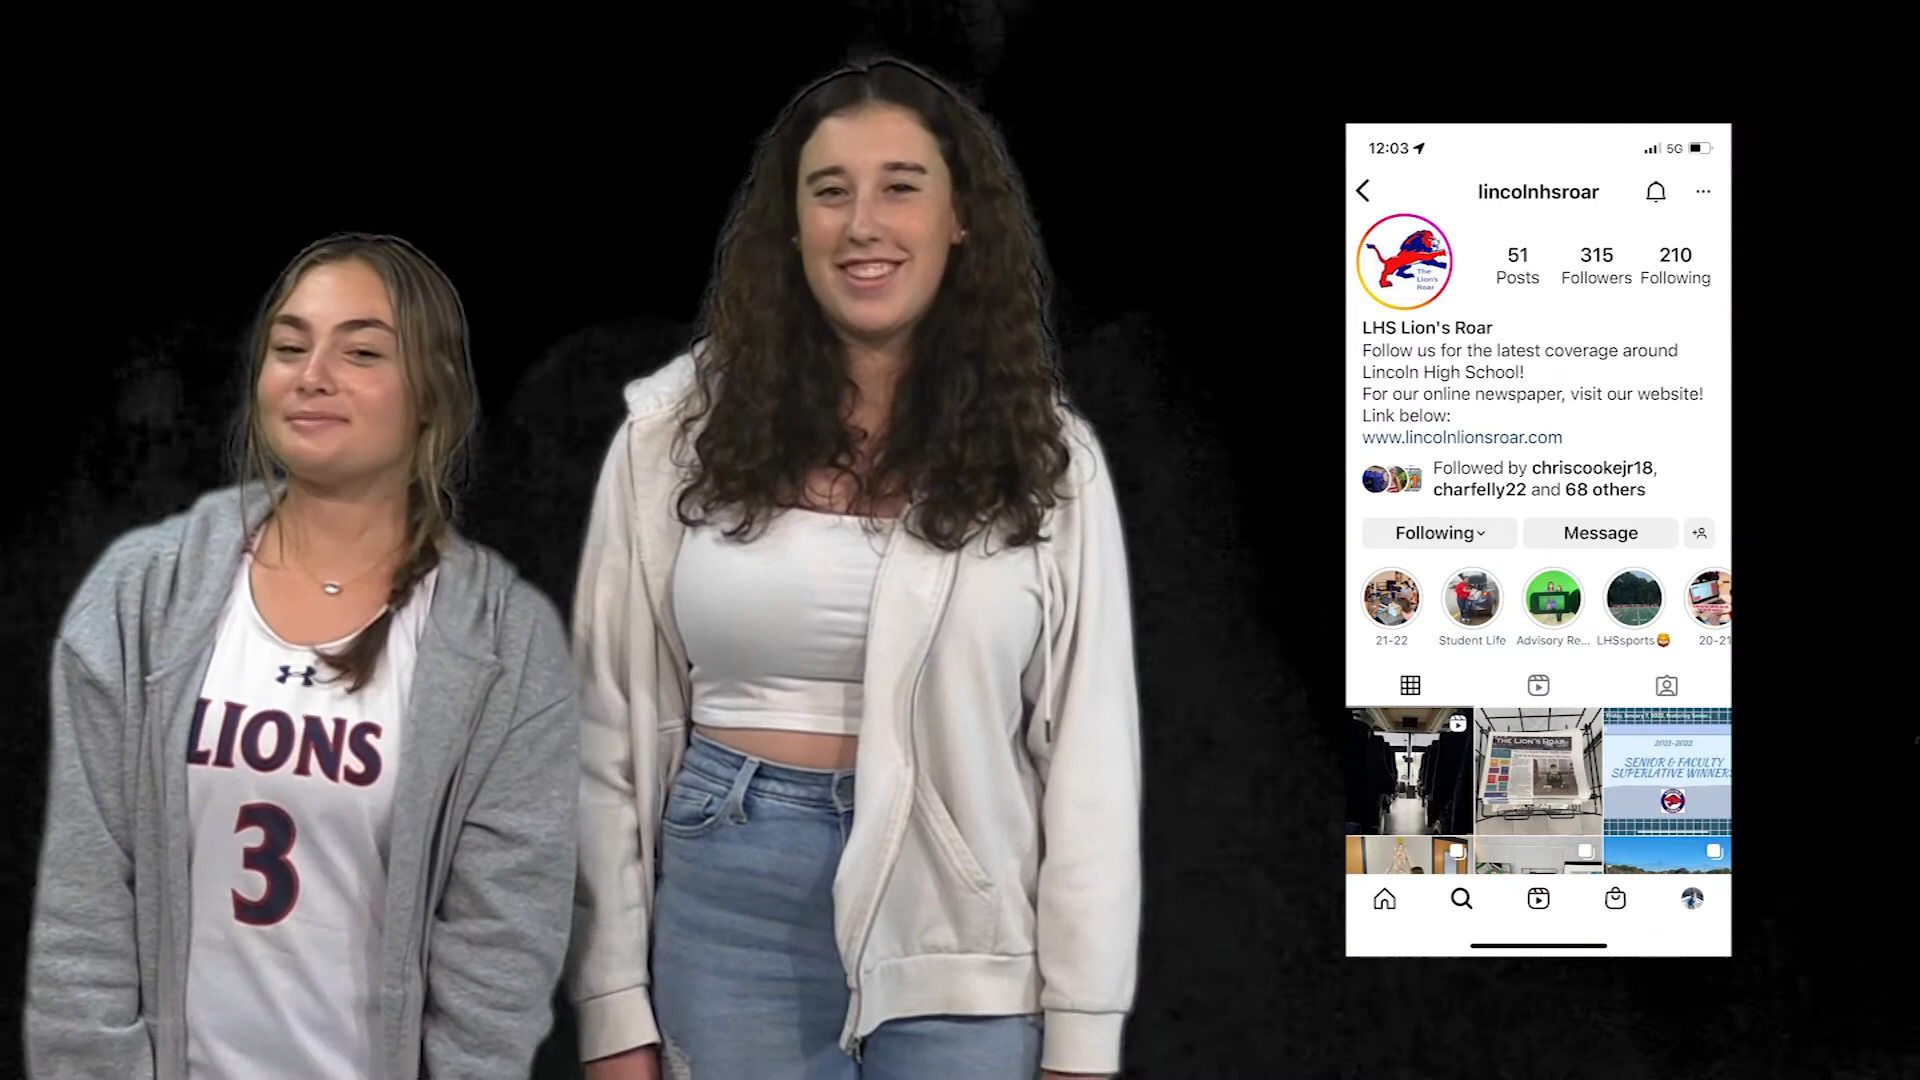 LIONS
3
12:03
5G
lincolnhsroar
The
Lion's
Roar
51
315
210
Posts
Followers
Following
LHS Lion's Roar
Follow us for the latest coverage around
Lincoln High School!
For our online newspaper, visit our website!
Link below:
www.lincolnlionsroar.com
Followed by chriscookejr18,
charfelly22 and 68 others
Following
Message
21-22
Student Life
Advisory Re...
LHSsports
20-21
THE LION'S ROAR
2021-2022
SENIOR & FACULTY
SUPERLATIVE WINNERS